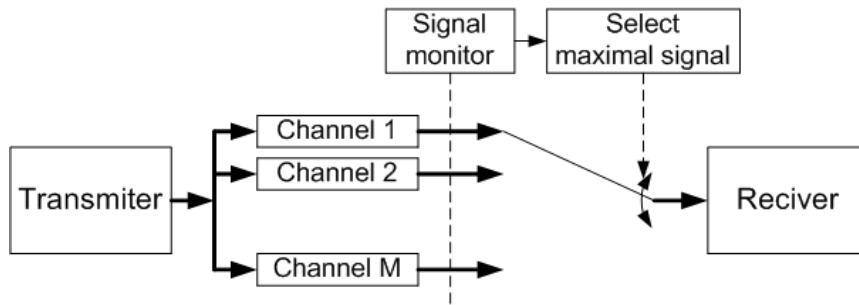 Signal
monitor
Select
maximal signal
Channel 1
Channel 2
Transmiter
Reciver
Channel M